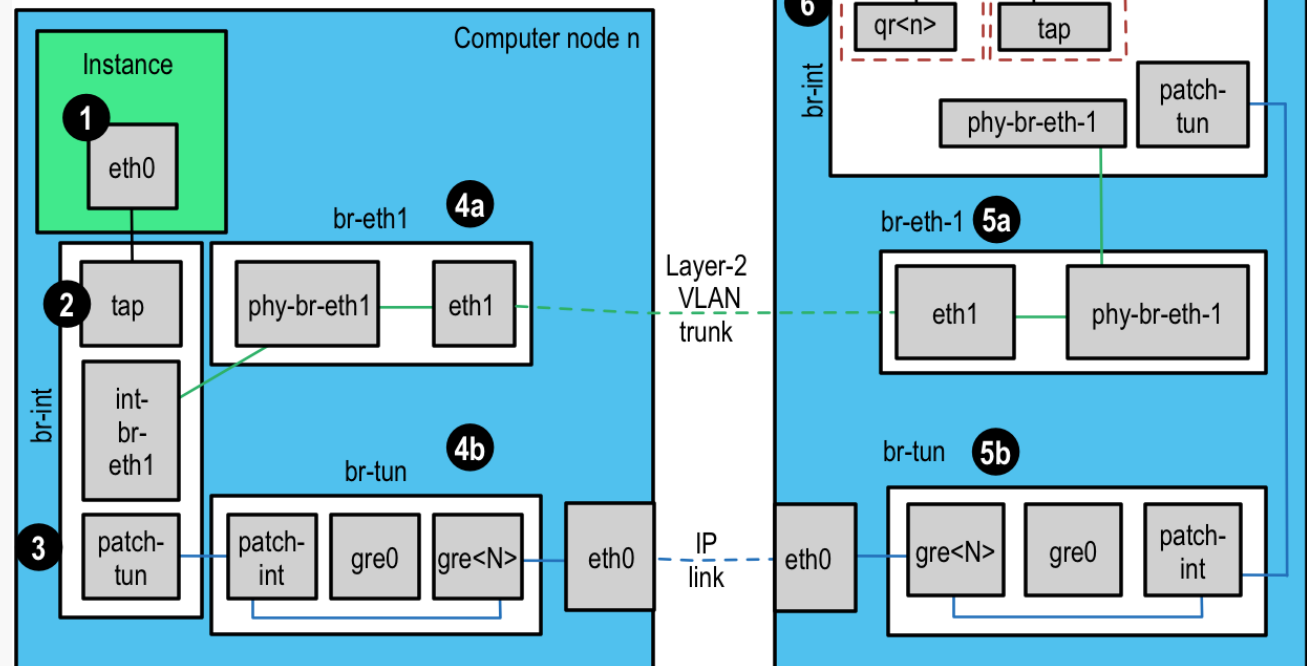 Computer node n
Instance
1
eth0
2
tap
br-int
int-
br-
eth1
3
patch-
tun
br-eth1
4a
phy-br-eth1
eth1
br-tun
4b
patch-
int
gre0
gre<N>
eth0
Layer-2
VLAN
trunk
IP
link
6
qr<n>
tap
br-int
phy-br-eth-1
patch-
tun
br-eth-1
5a
eth1
phy-br-eth-1
br-tun
5b
eth0
gre<N>
gre0
patch-
int